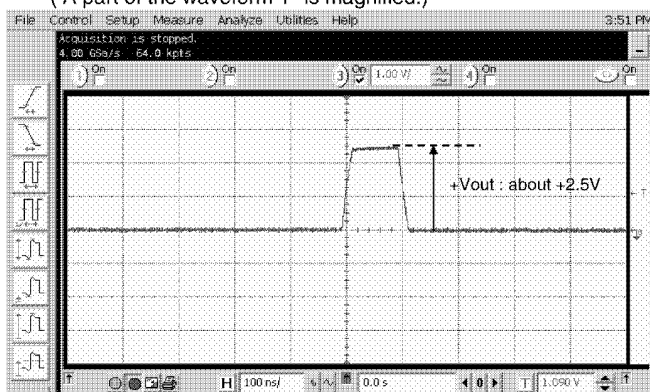 ( A part of the waveform 1 is magnified.)
File Control Setup Measure Analyze Utilities Help 3:51 PM
Acquisition is stopped.
4.00 GSa/s 64.0 kpts
1) On 2) On 3) On 1.00 V/ 4) On On
+Vout : about +2.5V
T
H 100 ns/ 0.0 s 0 T 1.090 V